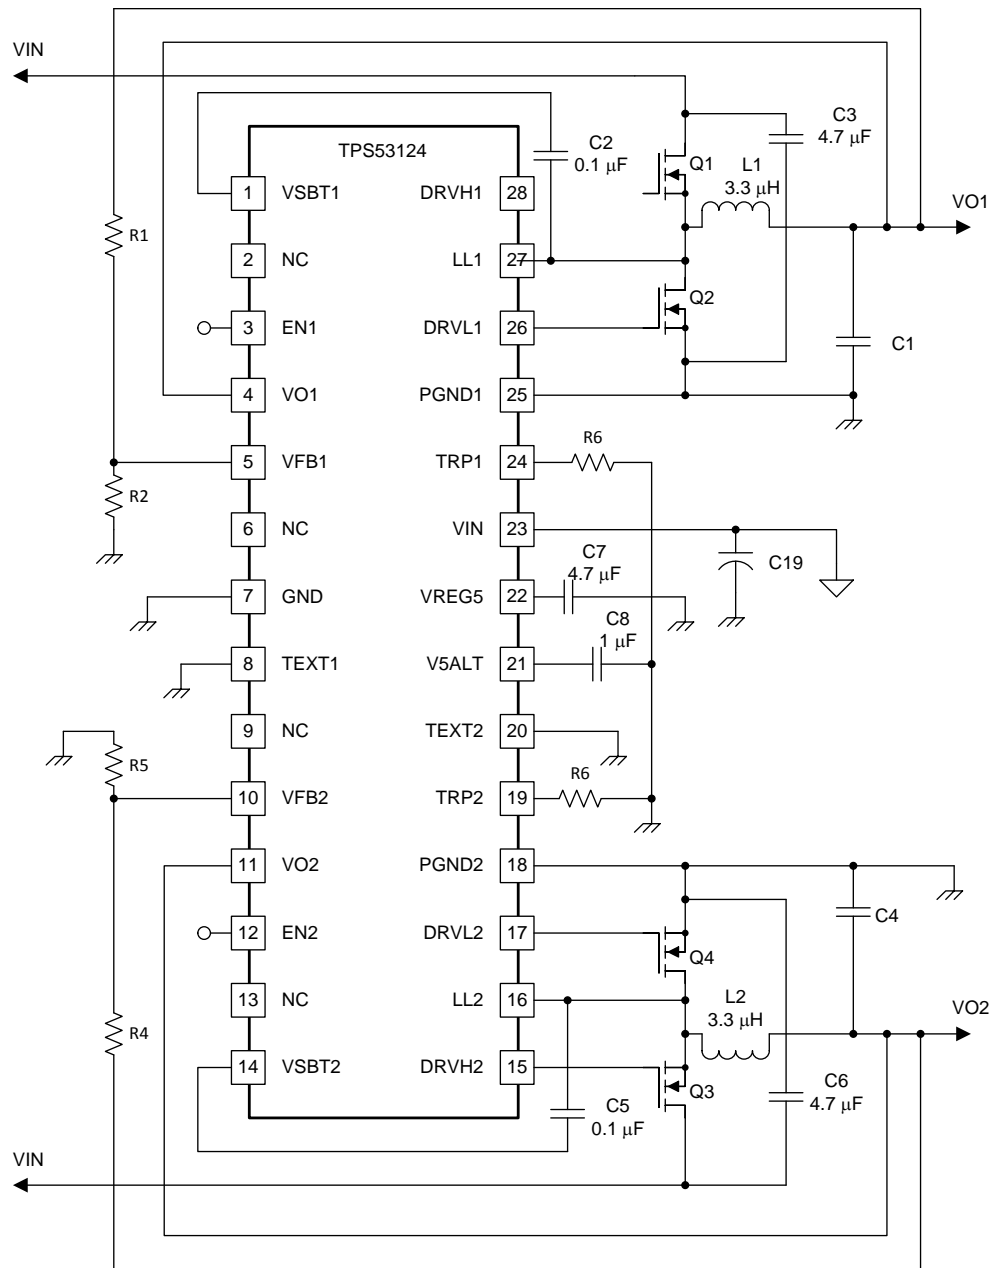 VIN
TPS53124
C2
0.1 μF
Q1
C3
4.7 μF
L1
3.3 μH
VO1
1 VSBT1 DRVH1 28
R1
2 NC LL1 27
Q2
3 EN1 DRVL1 26
C1
4 VO1 PGND1 25
5 VFB1 TRP1 24
R6
R2
6 NC VIN 23
C19
C7
4.7 μF
7 GND VREG5 22
C8
1 μF
8 TEXT1 V5ALT 21
9 NC TEXT2 20
R5
R6
10 VFB2 TRP2 19
11 VO2 PGND2 18
C4
12 EN2 DRVL2 17
Q4
13 NC LL2 16
L2
3.3 μH
VO2
R4
14 VSBT2 DRVH2 15
Q3
C6
4.7 μF
C5
0.1 μF
VIN